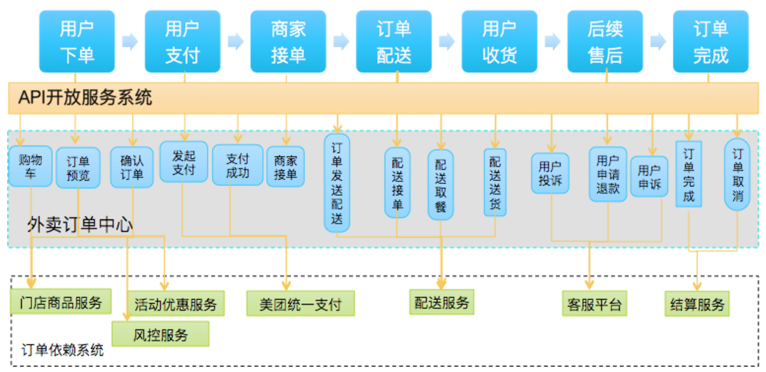 用户
下单
用户
支付
商家
接单
订单
配送
用户
收货
后续
售后
订单
完成
API开放服务系统
购物
车
订单
预览
确认
订单
发起
支付
支付
成功
商家
接单
订单发送配送
配送接单
配送取餐
配送送货
用户
投诉
用户
申请
退款
用户
申诉
订单完成
订单取消
外卖订单中心
门店商品服务
活动优惠服务
美团统一支付
配送服务
客服平台
结算服务
风控服务
订单依赖系统